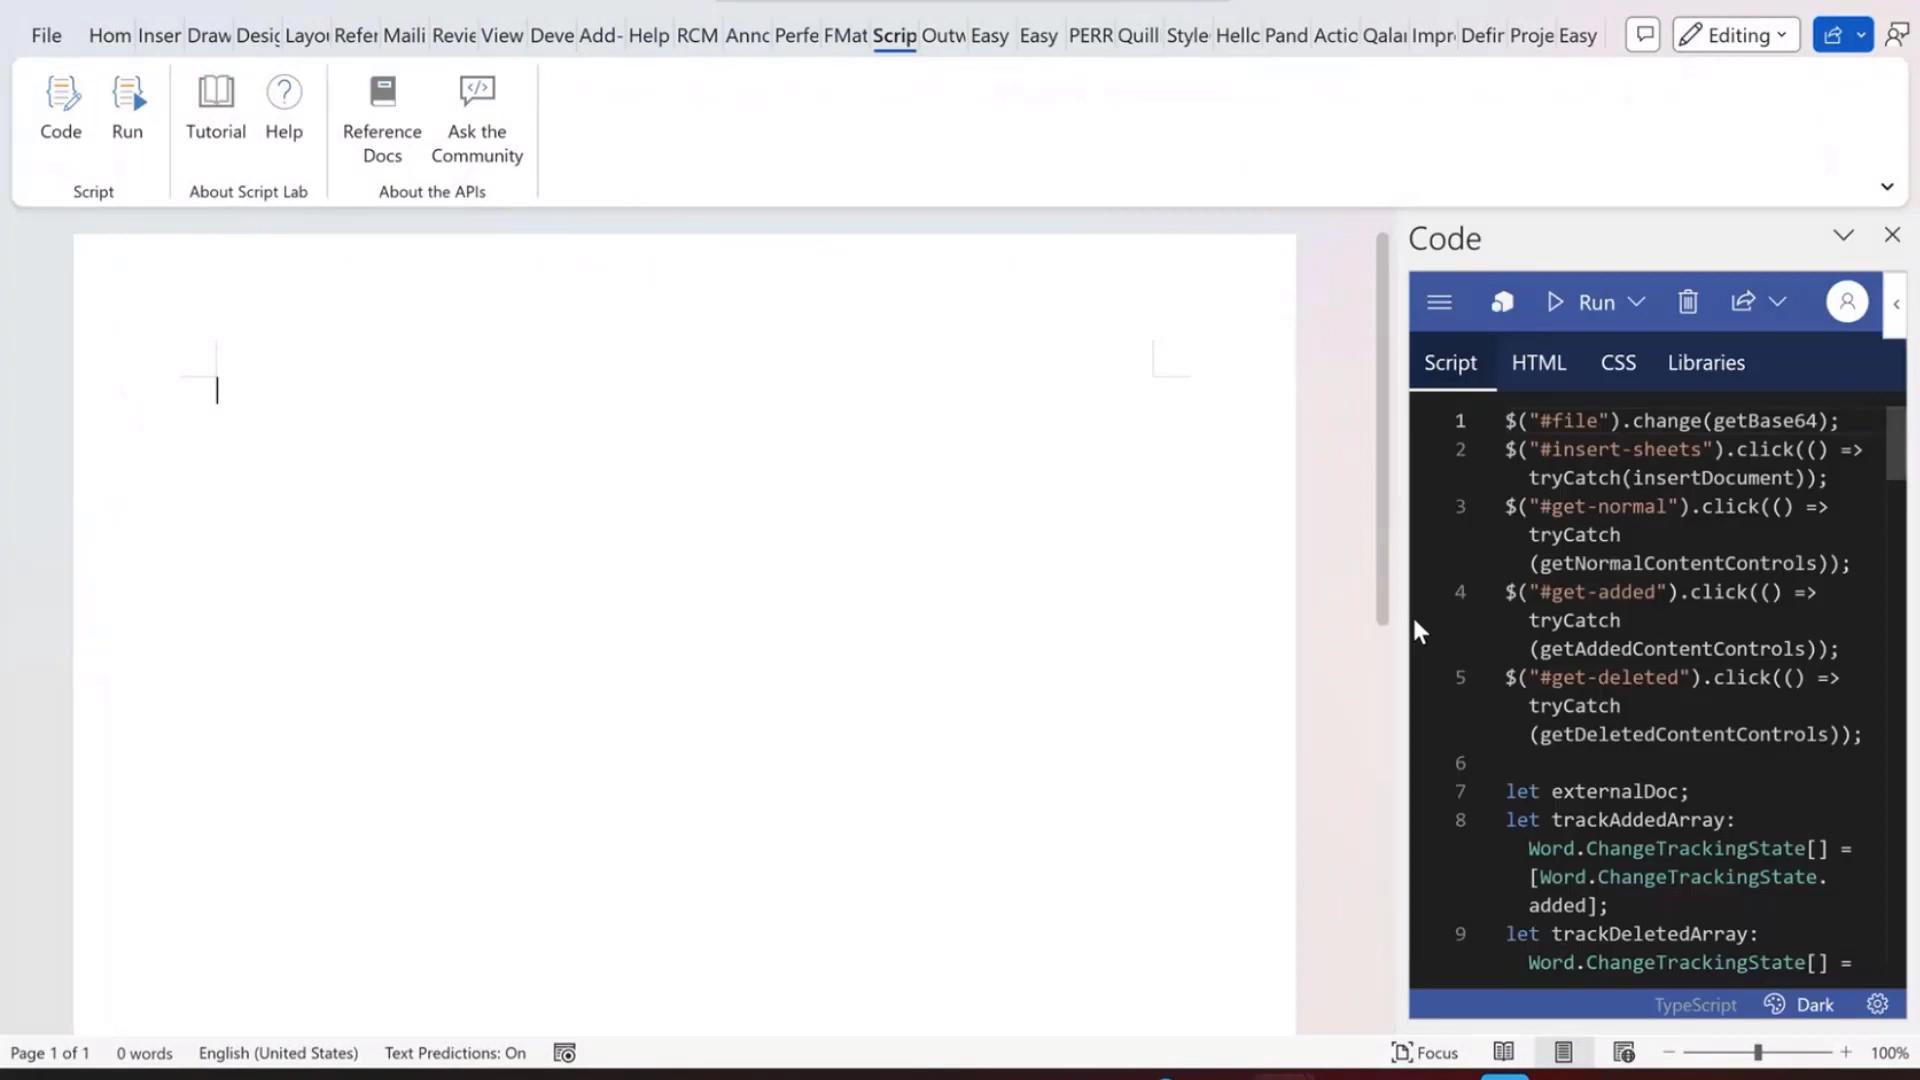 File Hom Inser Draw Desig Layou Refer Maili Revie View Deve Add- Help RCM Annc Perfe FMat Scrip Outw Easy Easy PERR Quill Style Hellc Pand Actio Qalar Impr Defir Proje Easy Editing
Code Run Tutorial Help Reference Docs Ask the Community
Script About Script Lab About the APIs
Code
Run
Script HTML CSS Libraries
1 $("#file").change(getBase64);
2 $("#insert-sheets").click(() =>
tryCatch(insertDocument));
3 $("#get-normal").click(() =>
tryCatch
(getNormalContentControls));
4 $("#get-added").click(() =>
tryCatch
(getAddedContentControls));
5 $("#get-deleted").click(() =>
tryCatch
(getDeletedContentControls));
6
7 let externalDoc;
8 let trackAddedArray:
Word.ChangeTrackingState[] =
[Word.ChangeTrackingState.
added];
9 let trackDeletedArray:
Word.ChangeTrackingState[] =
TypeScript Dark
Page 1 of 1 0 words English (United States) Text Predictions: On Focus 100%